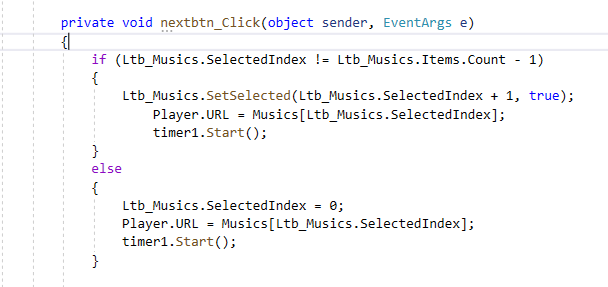 private void nextbtn_Click(object sender, EventArgs e)
{
if (Ltb_Musics.SelectedIndex != Ltb_Musics.Items.Count - 1)
{
Ltb_Musics.SetSelected(Ltb_Musics.SelectedIndex + 1, true);
Player.URL = Musics[Ltb_Musics.SelectedIndex];
timer1.Start();
}
else
{
Ltb_Musics.SelectedIndex = 0;
Player.URL = Musics[Ltb_Musics.SelectedIndex];
timer1.Start();
}